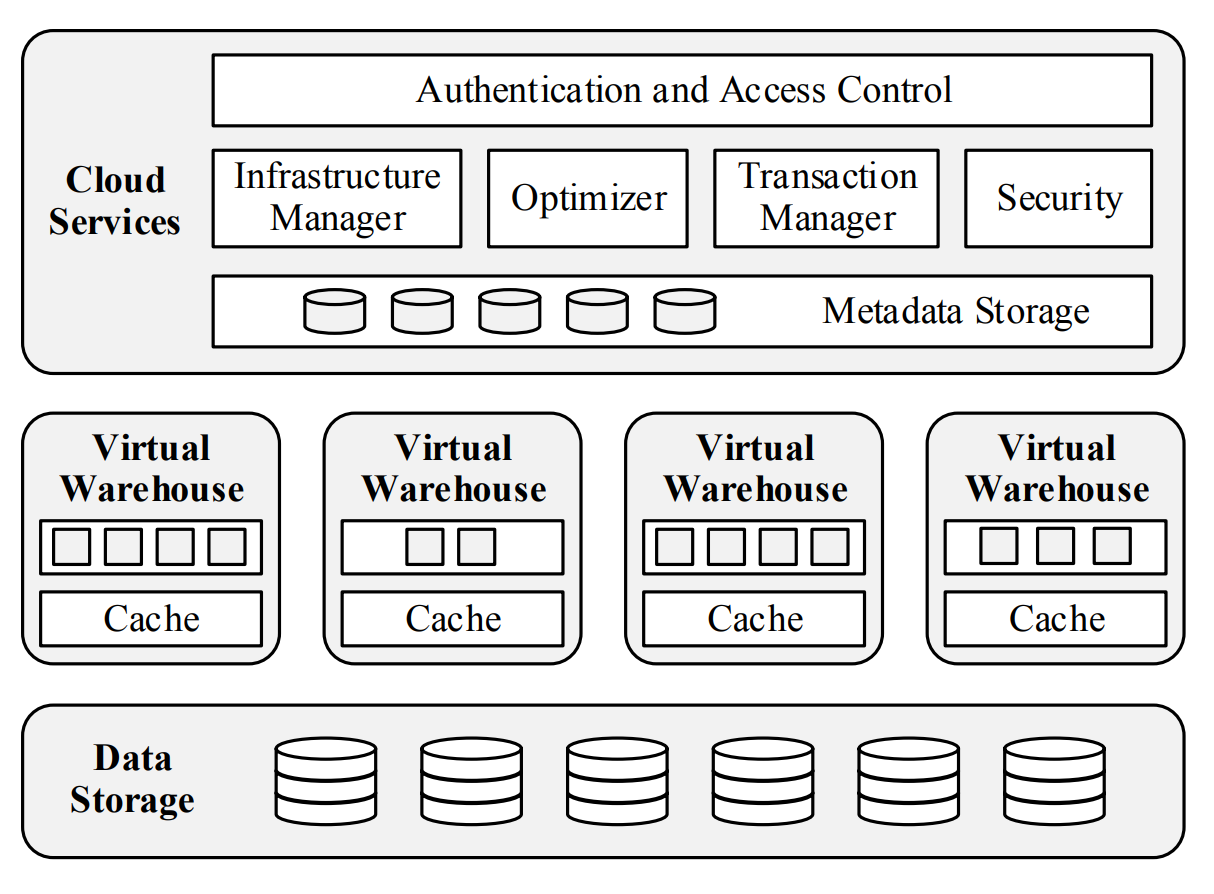 Authentication and Access Control
Cloud
Services
Infrastructure
Manager
Optimizer
Transaction
Manager
Security
Metadata Storage
Virtual
Warehouse
Cache
Virtual
Warehouse
Cache
Virtual
Warehouse
Cache
Virtual
Warehouse
Cache
Data
Storage